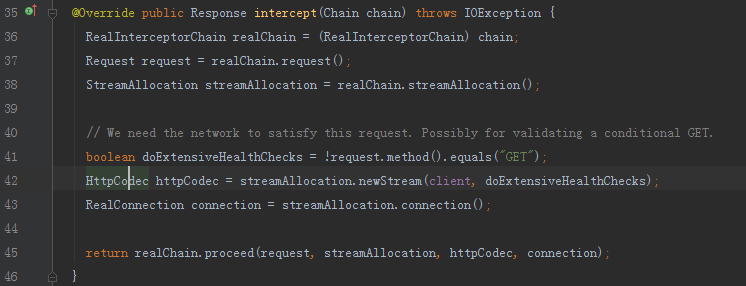 35 @Override public Response intercept(Chain chain) throws IOException {
36 RealInterceptorChain realChain = (RealInterceptorChain) chain;
37 Request request = realChain.request();
38 StreamAllocation streamAllocation = realChain.streamAllocation();
39
40 // We need the network to satisfy this request. Possibly for validating a conditional GET.
41 boolean doExtensiveHealthChecks = !request.method().equals("GET");
42 HttpCodec httpCodec = streamAllocation.newStream(client, doExtensiveHealthChecks);
43 RealConnection connection = streamAllocation.connection();
44
45 return realChain.proceed(request, streamAllocation, httpCodec, connection);
46 }